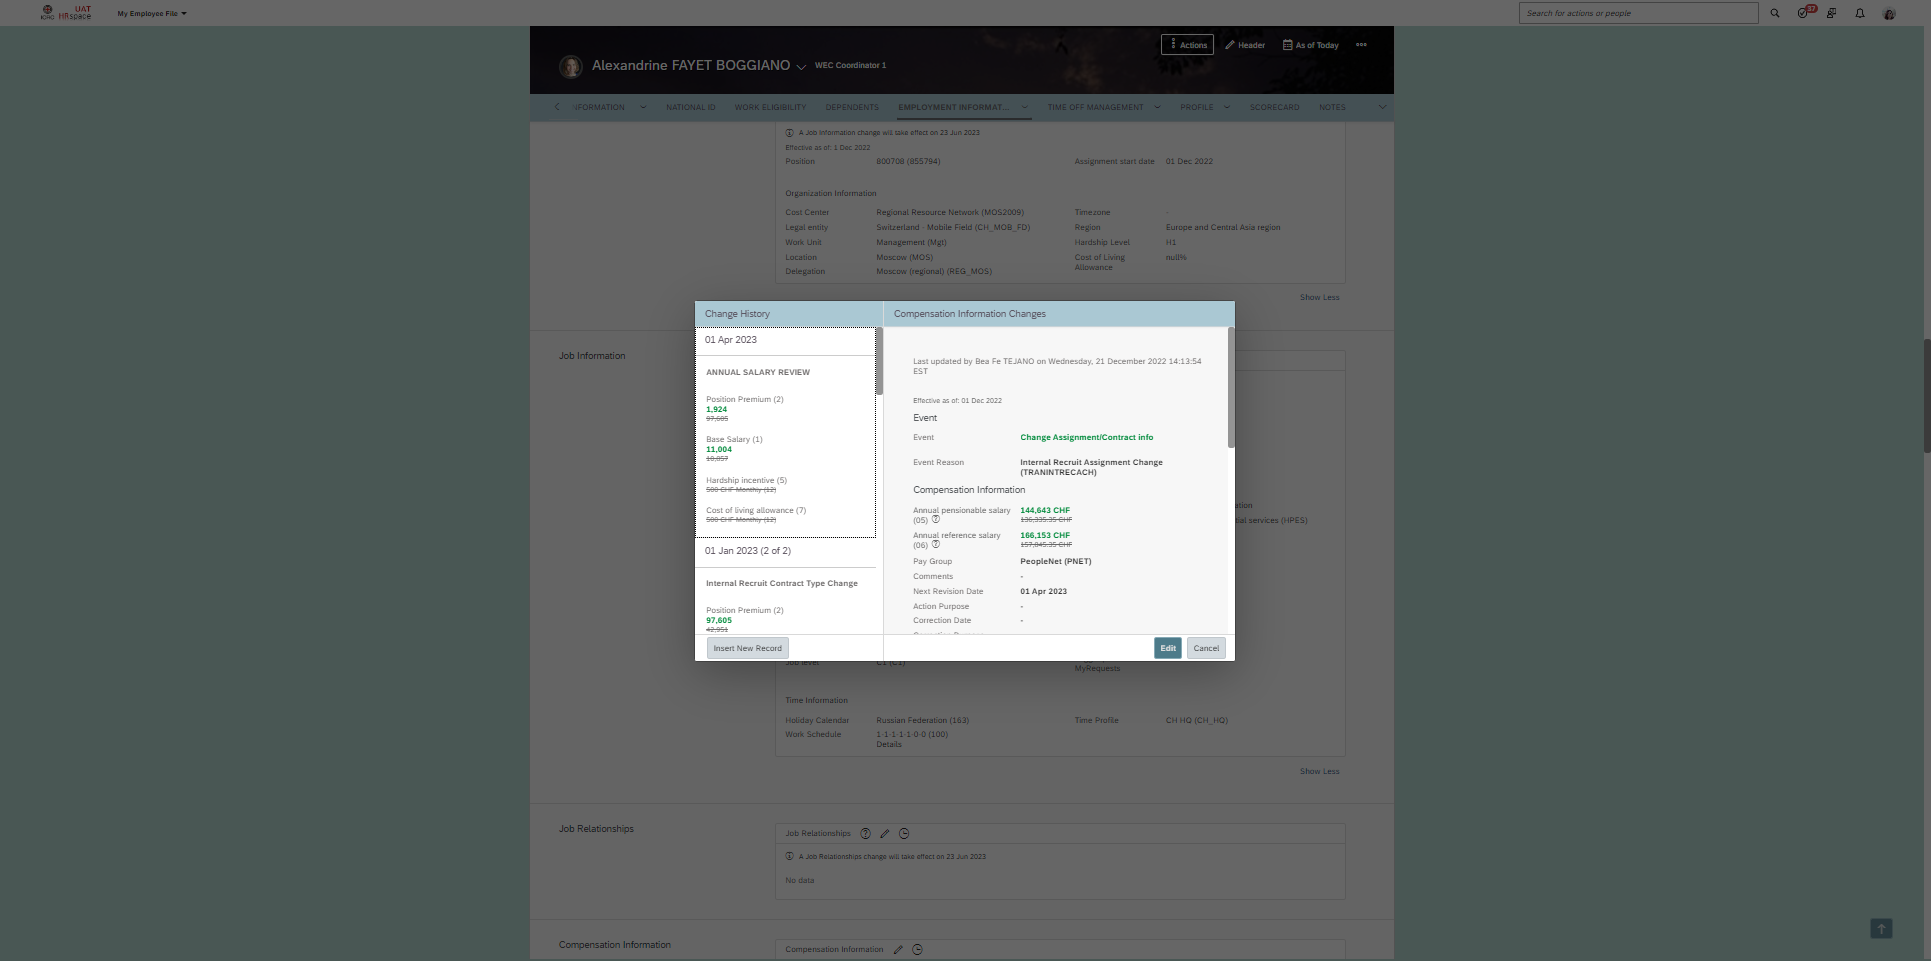 ICRC
UAT
HRspace
My Employee File
Search for actions or people
37
Alexandrine FAYET BOGGIANO
WEC Coordinator 1
Actions
Header
As of Today
IFORMATION
NATIONAL ID
WORK ELIGIBILITY
DEPENDENTS
EMPLOYMENT INFORMAT...
TIME OFF MANAGEMENT
PROFILE
SCORECARD
NOTES
A Job Information change will take effect on 23 Jun 2023
Effective as of: 1 Dec 2022
Position
800708 (855794)
Assignment start date
01 Dec 2022
Organization Information
Cost Center
Regional Resource Network (MOS2009)
Timezone
-
Legal entity
Switzerland - Mobile Field (CH_MOB_FD)
Region
Europe and Central Asia region
Work Unit
Management (Mgt)
Hardship Level
H1
Location
Moscow (MOS)
Cost of Living
Allowance
null%
Delegation
Moscow (regional) (REG_MOS)
Show Less
Job Information
Change History
01 Apr 2023
ANNUAL SALARY REVIEW
Position Premium (2)
1,924
97,605
Base Salary (1)
11,004
10,857
Hardship incentive (5)
500 CHF Monthly (12)
Cost of living allowance (7)
500 CHF Monthly (12)
01 Jan 2023 (2 of 2)
Internal Recruit Contract Type Change
Position Premium (2)
97,605
42,951
Insert New Record
Compensation Information Changes
Last updated by Bea Fe TEJANO on Wednesday, 21 December 2022 14:13:54
EST
Effective as of: 01 Dec 2022
Event
Event
Change Assignment/Contract info
Event Reason
Internal Recruit Assignment Change
(TRANINTRECACH)
Compensation Information
Annual pensionable salary
(05)
144,643 CHF
136,335.35 CHF
Annual reference salary
(06)
166,153 CHF
157,845.35 CHF
Pay Group
PeopleNet (PNET)
Comments
-
Next Revision Date
01 Apr 2023
Action Purpose
-
Correction Date
-
Edit
Cancel
ation
tial services (HPES)
Job level
C1 (C1)
MyRequests
Time Information
Holiday Calendar
Russian Federation (163)
Time Profile
CH HQ (CH_HQ)
Work Schedule
1-1-1-1-1-0-0 (100)
Details
Show Less
Job Relationships
Job Relationships
A Job Relationships change will take effect on 23 Jun 2023
No data
Compensation Information
Compensation Information